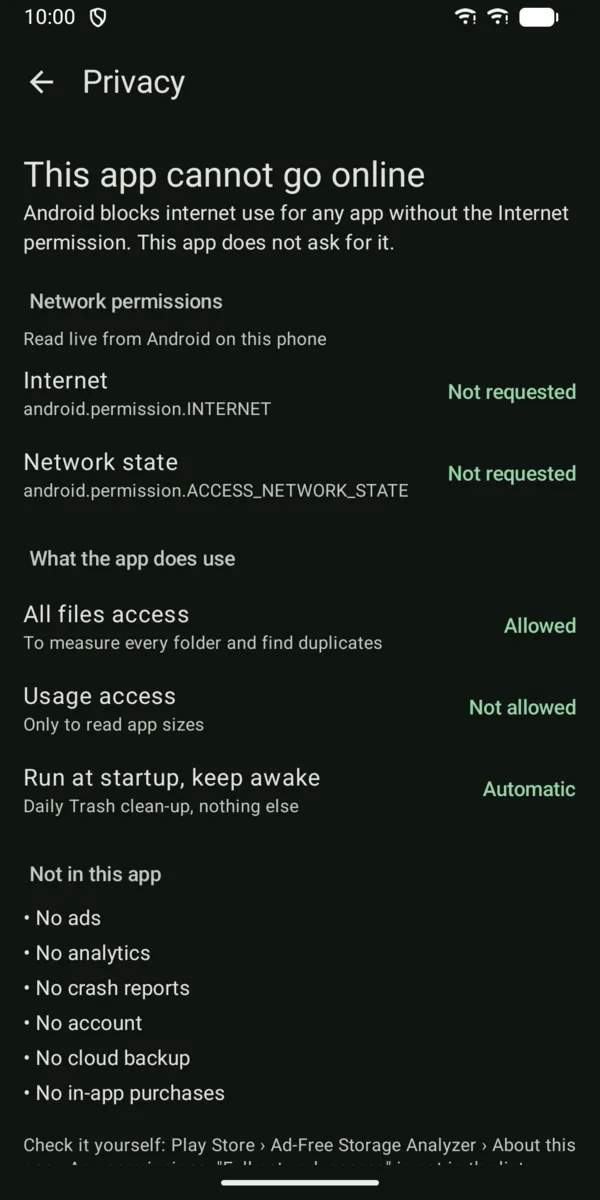 10:00
Privacy
This app cannot go online
Android blocks internet use for any app without the Internet
permission. This app does not ask for it.
Network permissions
Read live from Android on this phone
Internet
Not requested
android.permission.INTERNET
Network state
Not requested
android.permission.ACCESS_NETWORK_STATE
What the app does use
All files access
Allowed
To measure every folder and find duplicates
Usage access
Not allowed
Only to read app sizes
Run at startup, keep awake
Automatic
Daily Trash clean-up, nothing else
Not in this app
• No ads
• No analytics
• No crash reports
• No account
• No cloud backup
• No in-app purchases
Check it yourself: Play Store › Ad-Free Storage Analyzer › About this